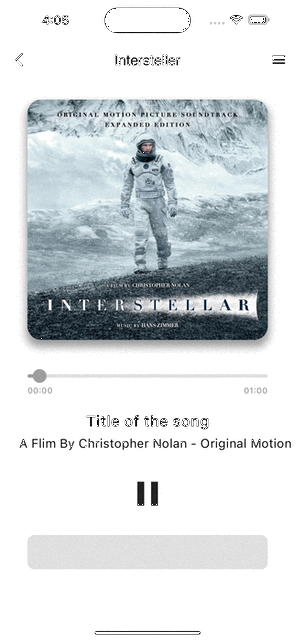 4:06
Intersteller
ORIGINAL MOTION PICTURE SOUNDTRACK
EXPANDED EDITION
A FILM BY CHRISTOPHER NOLAN
INTERSTELLAR
MUSIC BY HANS ZIMMER
00:00
01:00
Title of the song
A Flim By Christopher Nolan - Original Motion